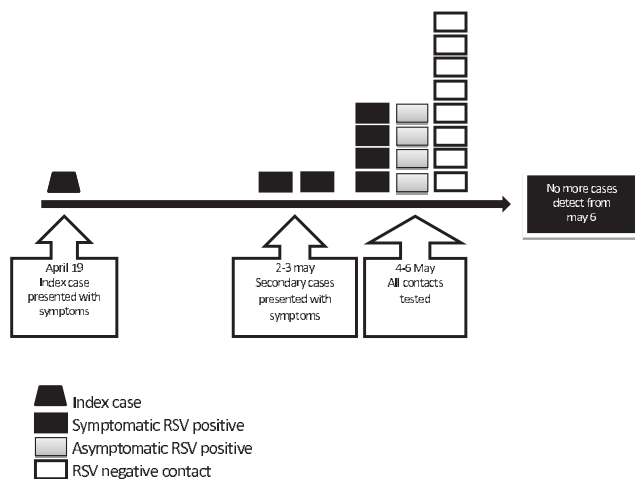 No more cases
detect from
may 6
April 19
Index case
presented with
symptoms
2-3 may
Secondary cases
presented with
symptoms
4-6 May
All contacts
tested
Index case
Symptomatic RSV positive
Asymptomatic RSV positive
RSV negative contact